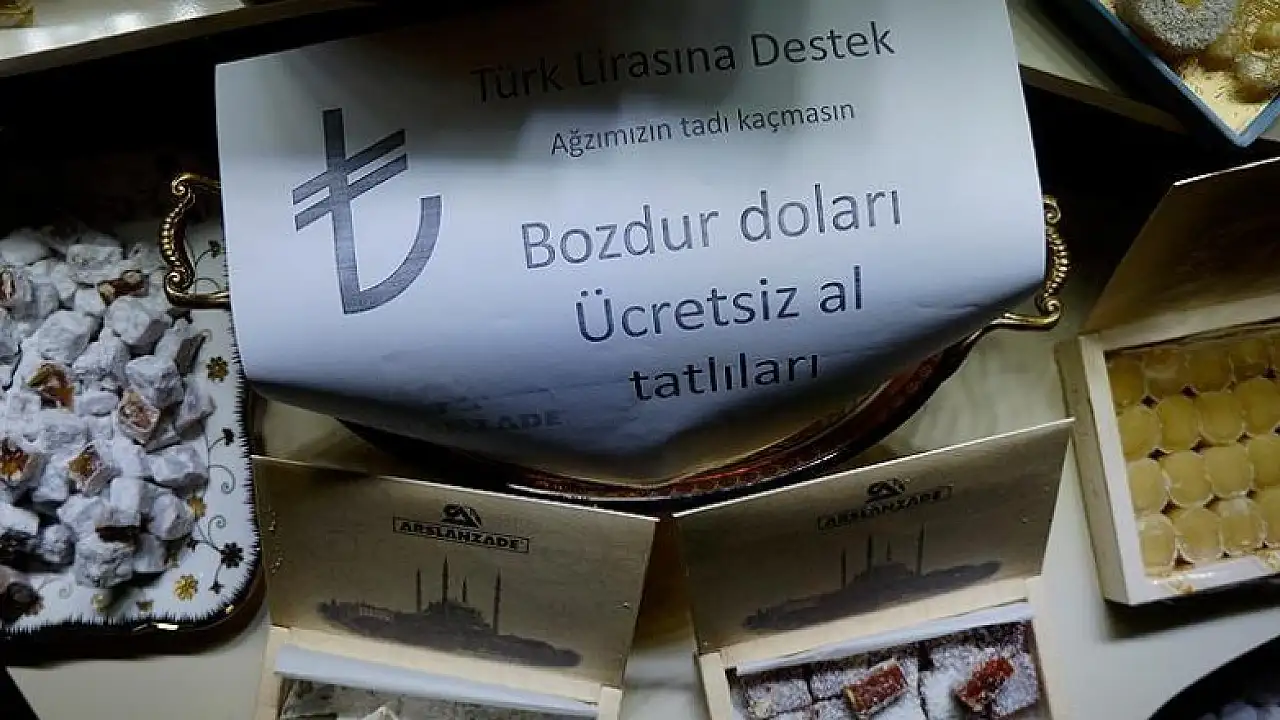 Türk Lirasına Destek
Ağzımızın tadı kaçmasın
₺
Bozdur doları
Ücretsiz al
tatlıları
ARSLANZADE
ARSLANZADE